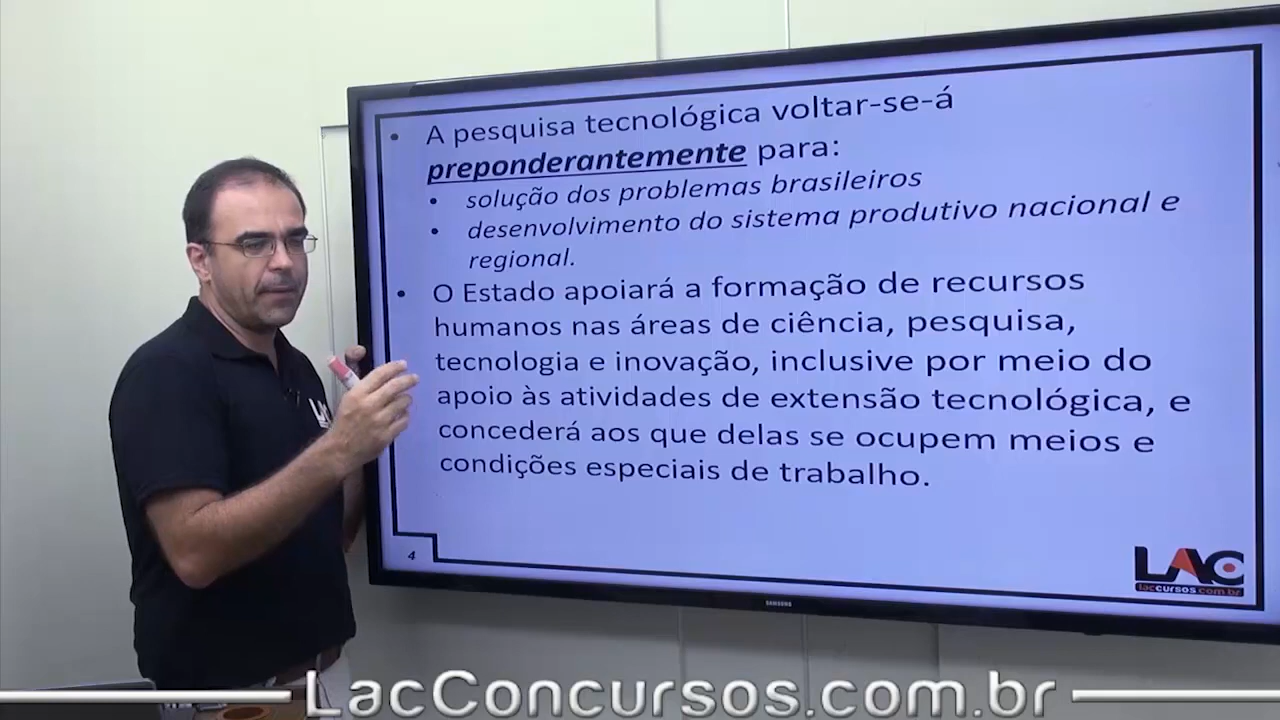 • A pesquisa tecnológica voltar-se-á
preponderantemente para:
• solução dos problemas brasileiros
• desenvolvimento do sistema produtivo nacional e
regional.
• O Estado apoiará a formação de recursos
humanos nas áreas de ciência, pesquisa,
tecnologia e inovação, inclusive por meio do
apoio às atividades de extensão tecnológica, e
concederá aos que delas se ocupem meios e
condições especiais de trabalho.
4
LAC
laccursos.com.br
SAMSUNG
LacConcursos.com.br